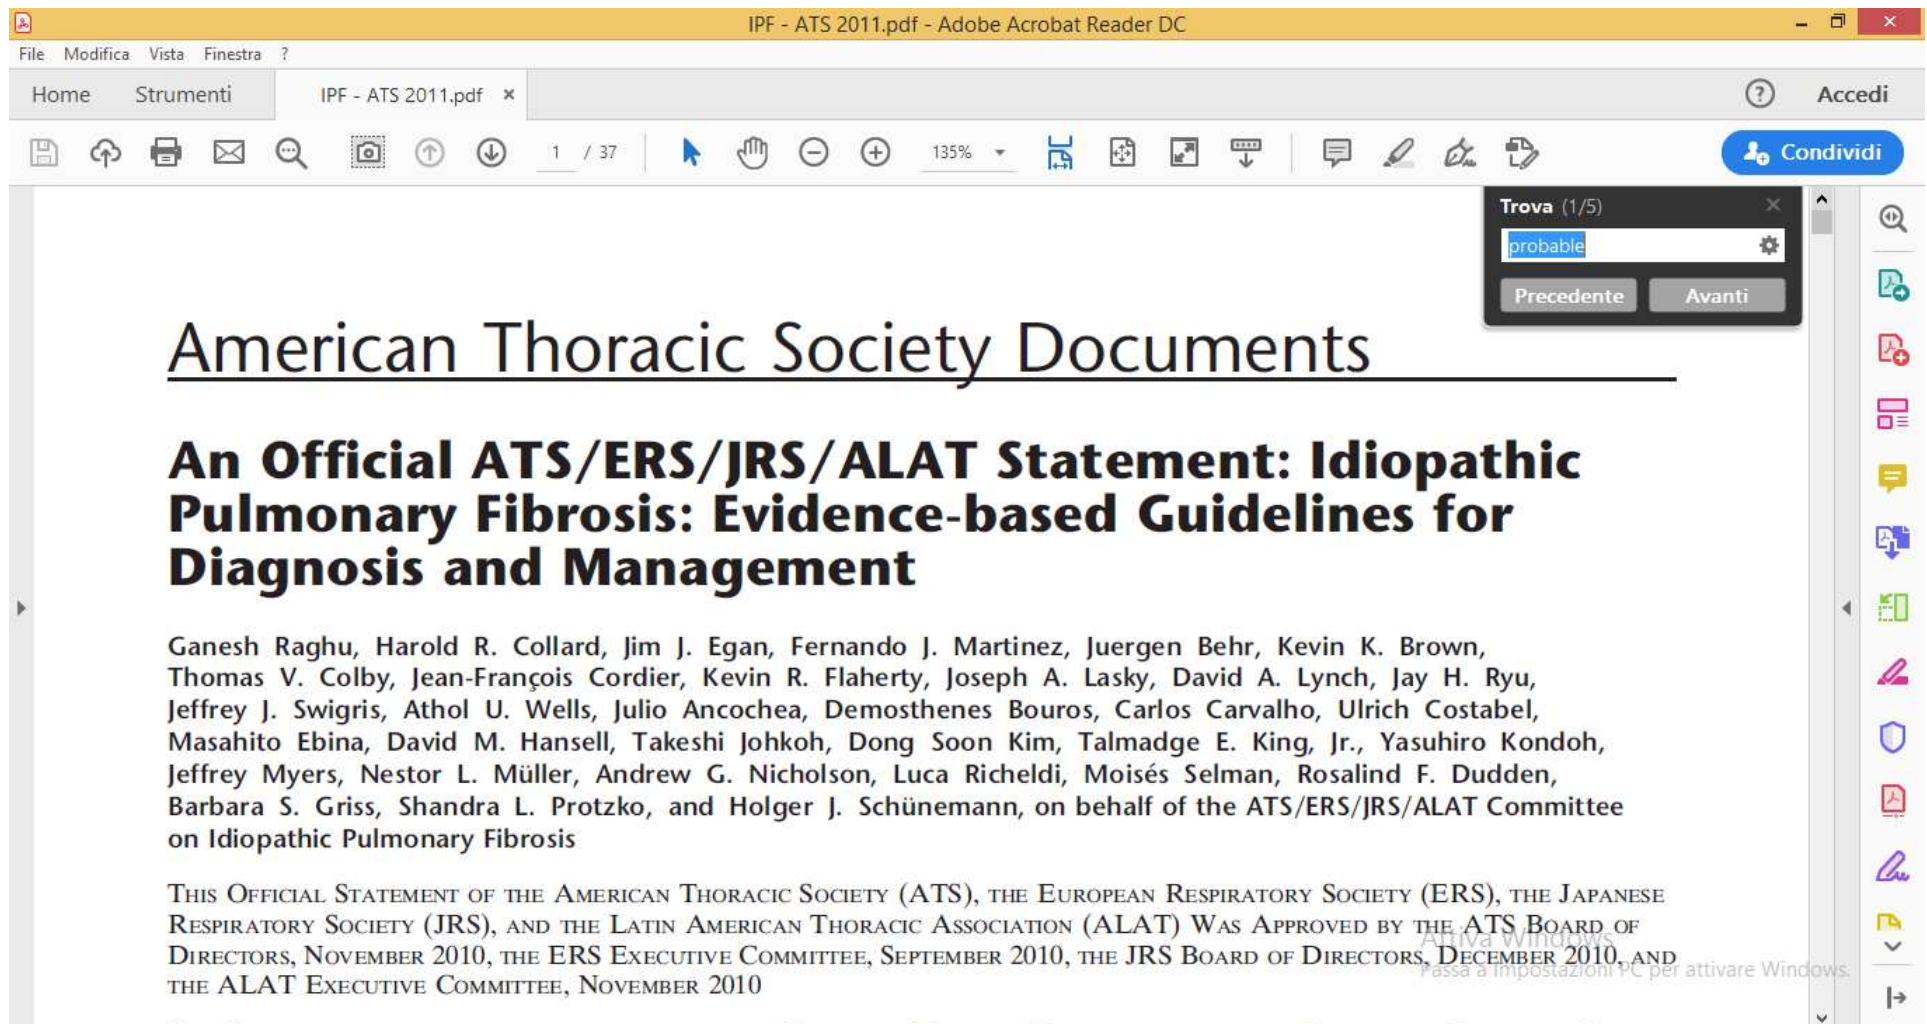 IPF - ATS 2011.pdf - Adobe Acrobat Reader DC
File Modifica Vista Finestra ?
Home Strumenti IPF - ATS 2011.pdf × Accedi
1 / 37 135% Condividi
Trova (1/5)
probable
Precedente Avanti
American Thoracic Society Documents
An Official ATS/ERS/JRS/ALAT Statement: Idiopathic
Pulmonary Fibrosis: Evidence-based Guidelines for
Diagnosis and Management
Ganesh Raghu, Harold R. Collard, Jim J. Egan, Fernando J. Martinez, Juergen Behr, Kevin K. Brown,
Thomas V. Colby, Jean-François Cordier, Kevin R. Flaherty, Joseph A. Lasky, David A. Lynch, Jay H. Ryu,
Jeffrey J. Swigris, Athol U. Wells, Julio Ancochea, Demosthenes Bouros, Carlos Carvalho, Ulrich Costabel,
Masahito Ebina, David M. Hansell, Takeshi Johkoh, Dong Soon Kim, Talmadge E. King, Jr., Yasuhiro Kondoh,
Jeffrey Myers, Nestor L. Müller, Andrew G. Nicholson, Luca Richeldi, Moisés Selman, Rosalind F. Dudden,
Barbara S. Griss, Shandra L. Protzko, and Holger J. Schünemann, on behalf of the ATS/ERS/JRS/ALAT Committee
on Idiopathic Pulmonary Fibrosis
THIS OFFICIAL STATEMENT OF THE AMERICAN THORACIC SOCIETY (ATS), THE EUROPEAN RESPIRATORY SOCIETY (ERS), THE JAPANESE
RESPIRATORY SOCIETY (JRS), AND THE LATIN AMERICAN THORACIC ASSOCIATION (ALAT) WAS APPROVED BY THE ATS BOARD OF
DIRECTORS, NOVEMBER 2010, THE ERS EXECUTIVE COMMITTEE, SEPTEMBER 2010, THE JRS BOARD OF DIRECTORS, DECEMBER 2010, AND
THE ALAT EXECUTIVE COMMITTEE, NOVEMBER 2010
Attiva Windows
Passa a Impostazioni PC per attivare Windows.